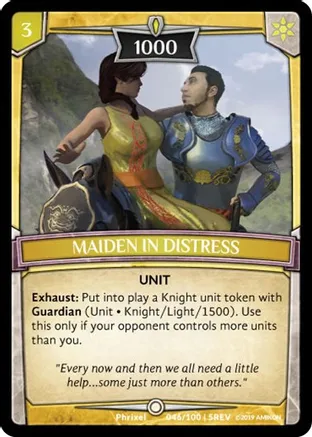 3
1000
MAIDEN IN DISTRESS
UNIT
Exhaust: Put into play a Knight unit token with
Guardian (Unit • Knight/Light/1500). Use
this only if your opponent controls more units
than you.
"Every now and then we all need a little
help...some just more than others."
Phrixel 046/100 | SREV ©2019 AMIKON